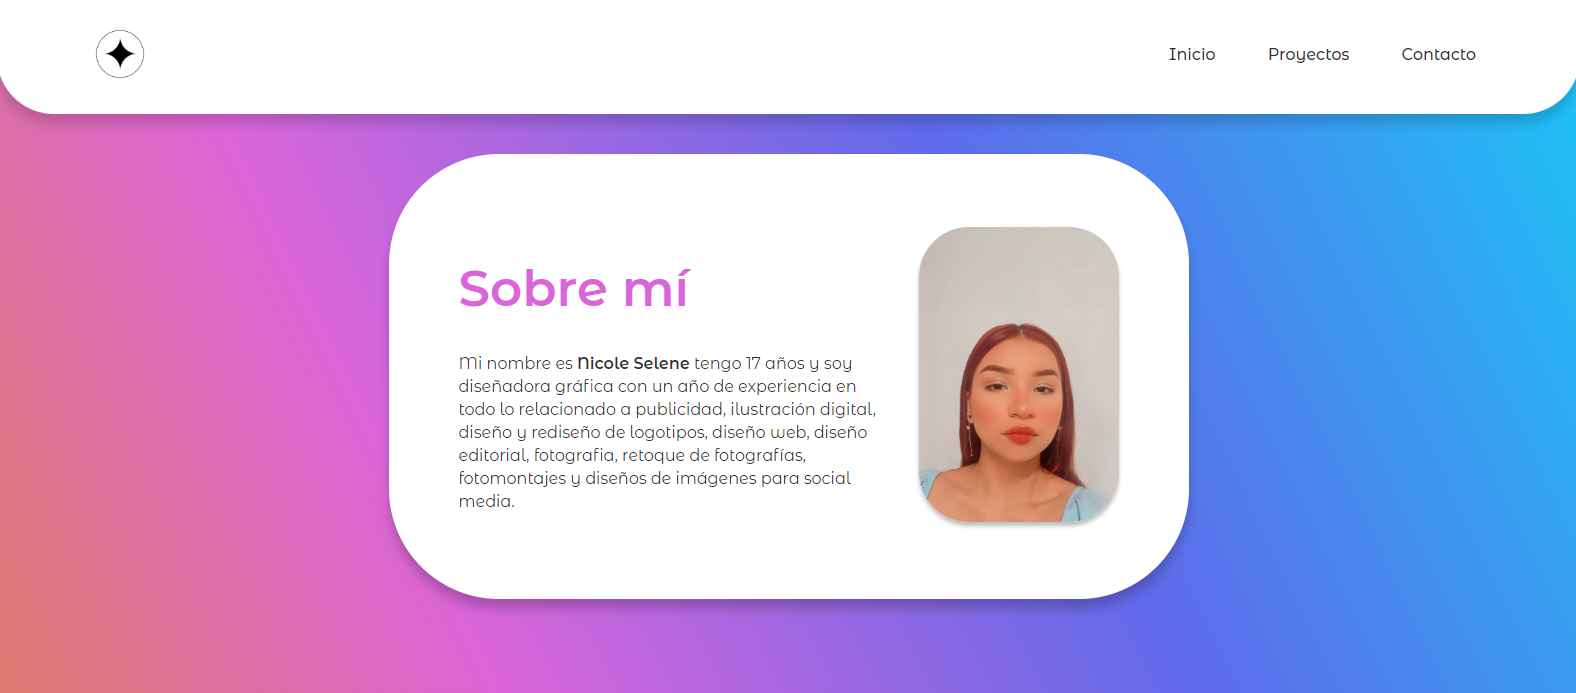 Inicio Proyectos Contacto
Sobre mí
Mi nombre es Nicole Selene tengo 17 años y soy
diseñadora gráfica con un año de experiencia en
todo lo relacionado a publicidad, ilustración digital,
diseño y rediseño de logotipos, diseño web, diseño
editorial, fotografia, retoque de fotografías,
fotomontajes y diseños de imágenes para social
media.